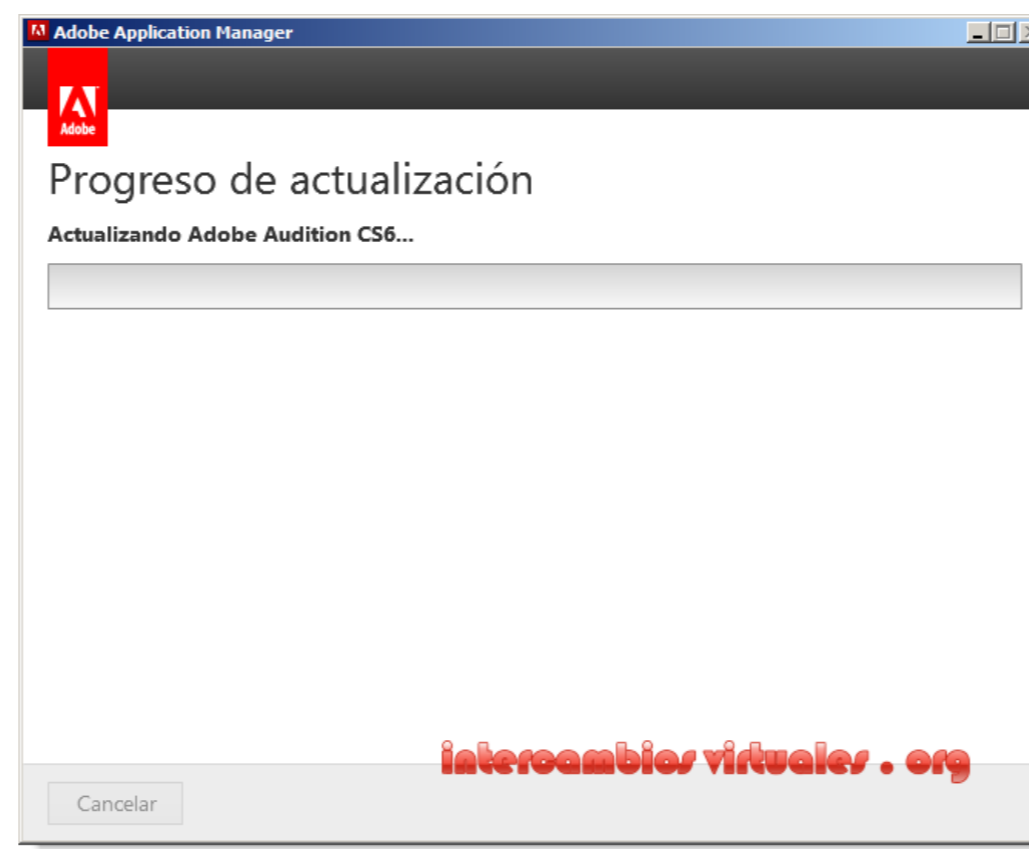 Adobe Application Manager
Adobe
Progreso de actualización
Actualizando Adobe Audition CS6...
intercambios virtuales . org
Cancelar